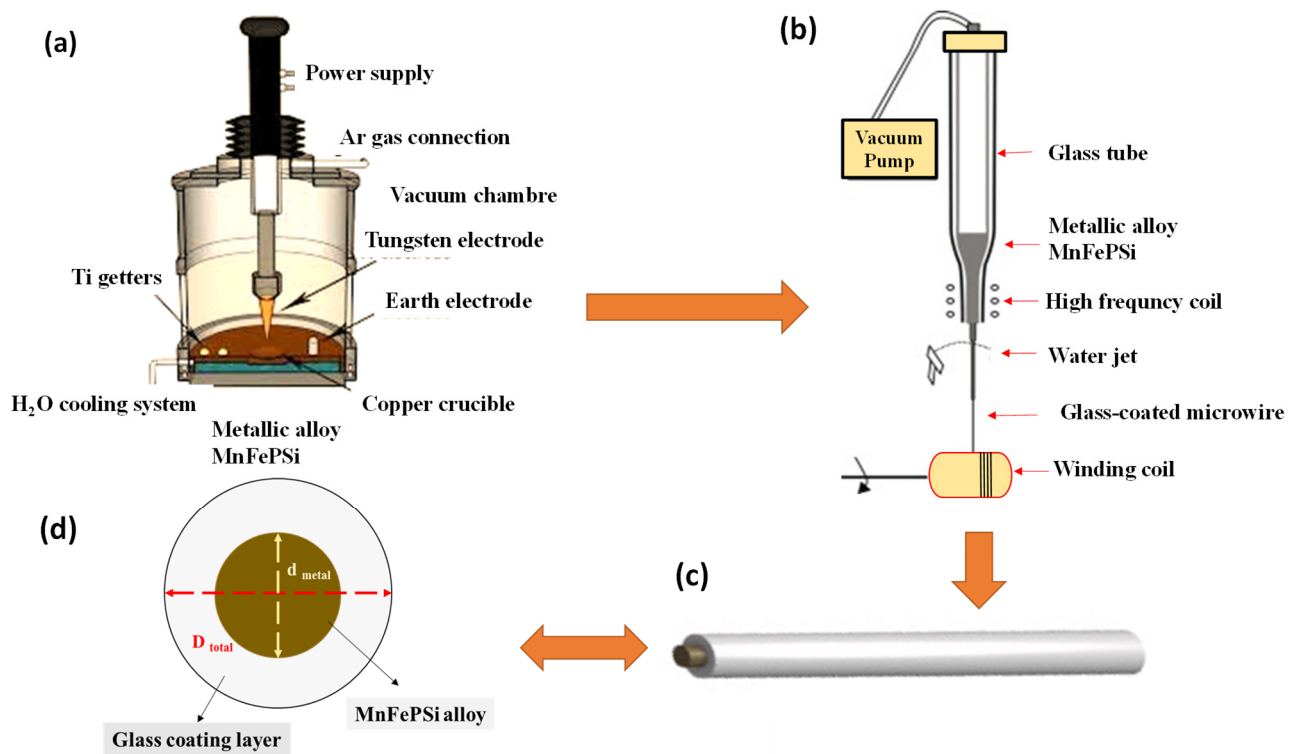 (a)
Power supply
Ar gas connection
Vacuum chambre
Tungsten electrode
Ti getters
Earth electrode
H₂O cooling system
Copper crucible
Metallic alloy
MnFePSi
(b)
Vacuum
Pump
Glass tube
Metallic alloy
MnFePSi
High frequncy coil
Water jet
Glass-coated microwire
Winding coil
(c)
(d)
d metal
D total
MnFePSi alloy
Glass coating layer